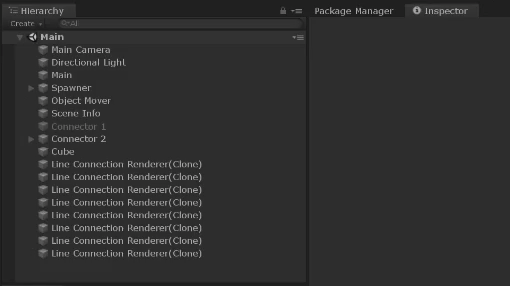 Hierarchy
Package Manager
Inspector
Create
All
Main
Main Camera
Directional Light
Main
Spawner
Object Mover
Scene Info
Connector 1
Connector 2
Cube
Line Connection Renderer(Clone)
Line Connection Renderer(Clone)
Line Connection Renderer(Clone)
Line Connection Renderer(Clone)
Line Connection Renderer(Clone)
Line Connection Renderer(Clone)
Line Connection Renderer(Clone)
Line Connection Renderer(Clone)